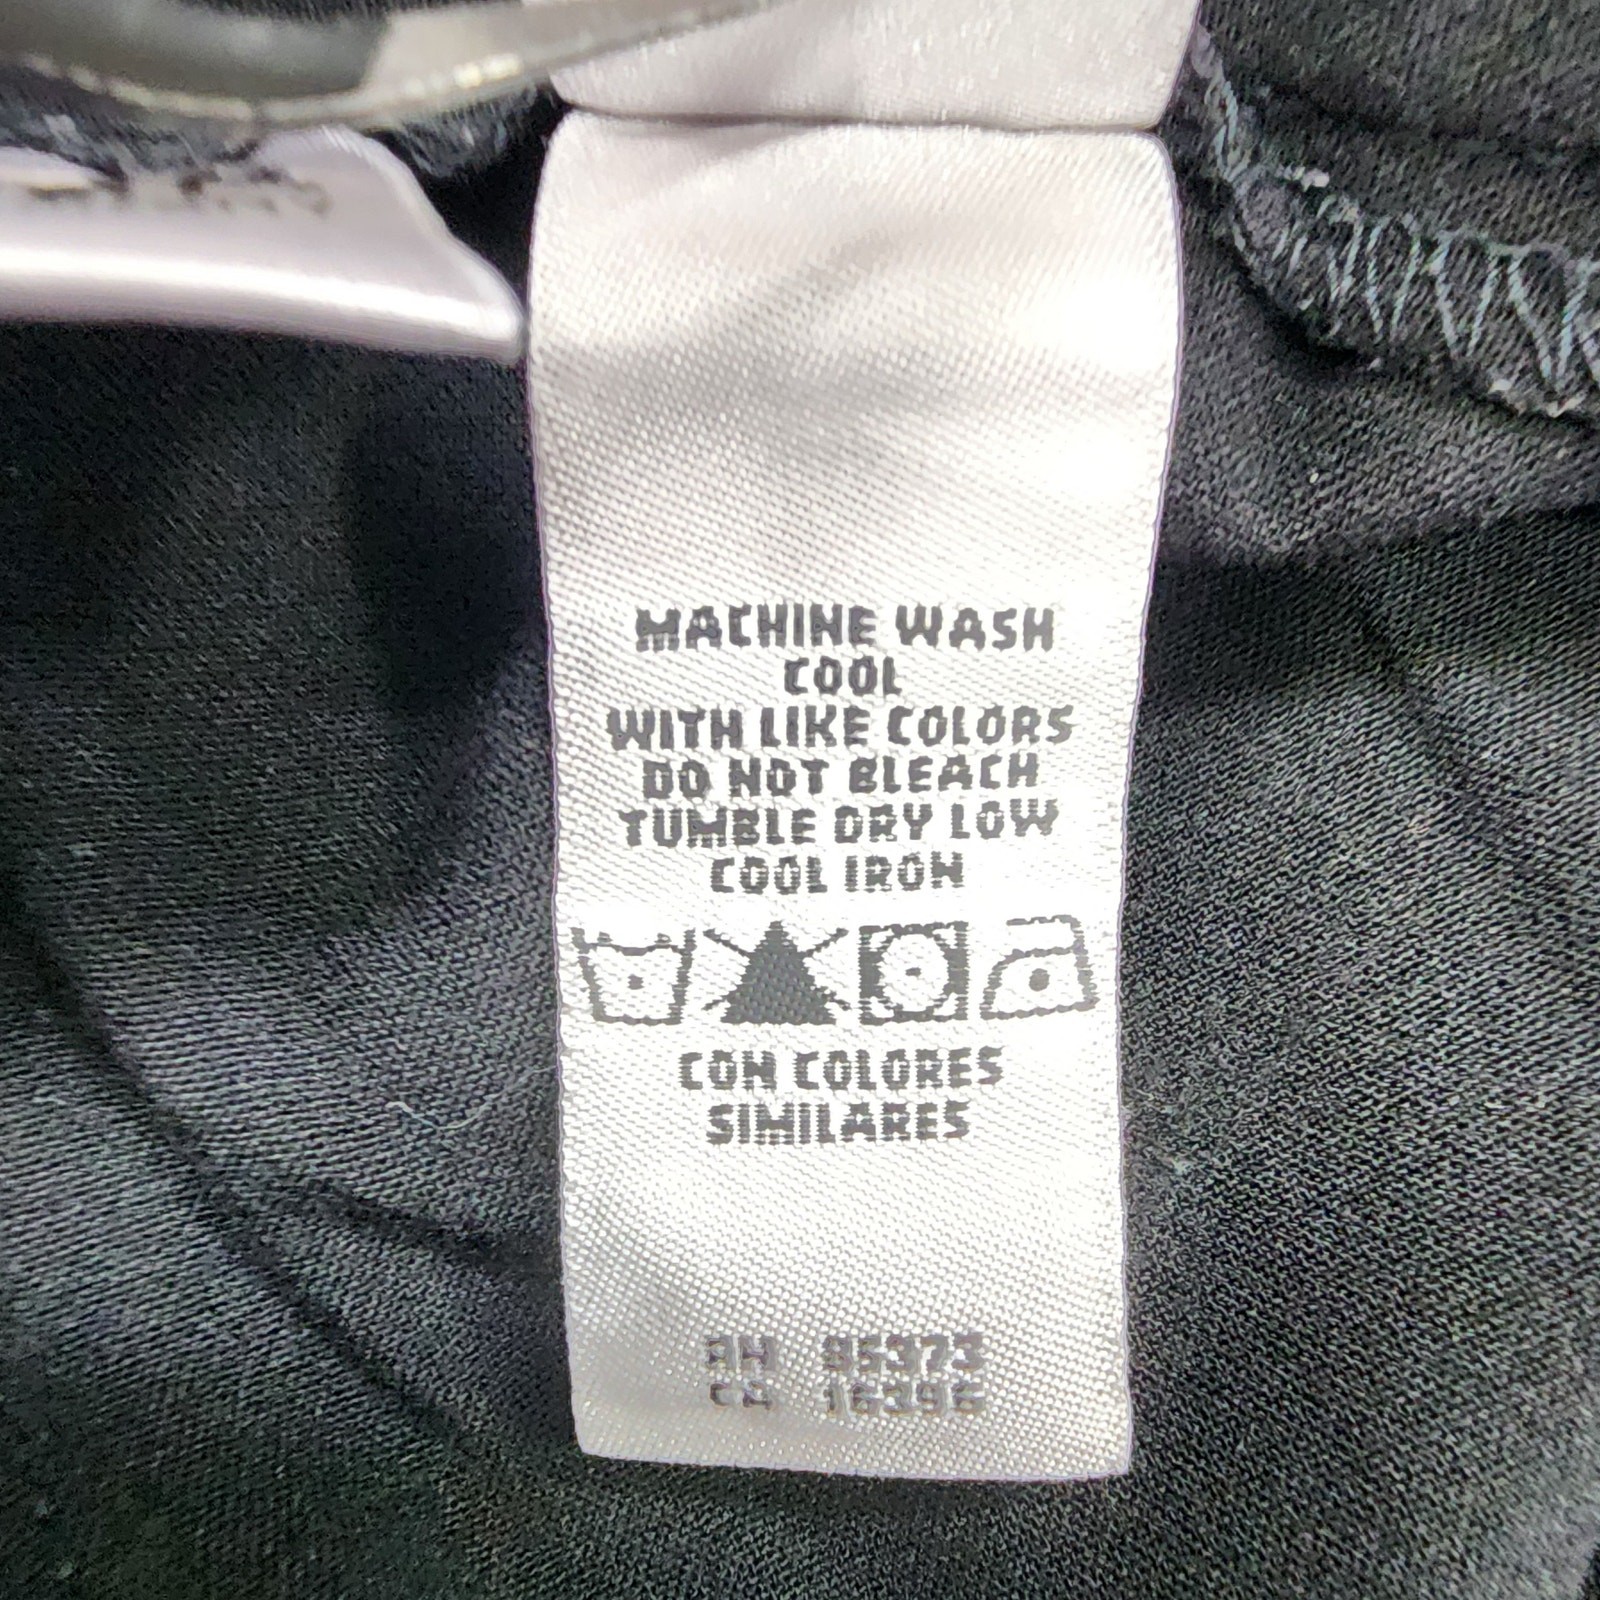 MACHINE WASH
COOL
WITH LIKE COLORS
DO NOT BLEACH
TUMBLE DRY LOW
COOL IRON
CON COLORES
SIMILARES
RN 85373
CA 16396